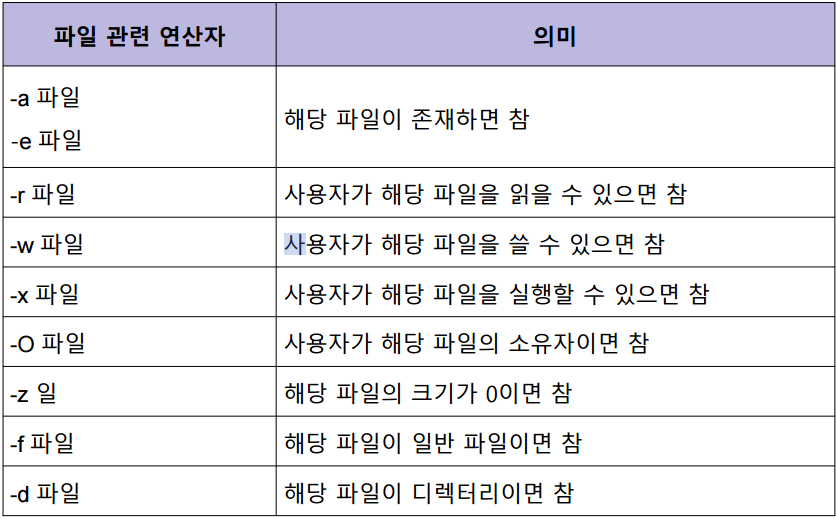 파일 관련 연산자 의미
-a 파일
-e 파일
해당 파일이 존재하면 참
-r 파일 사용자가 해당 파일을 읽을 수 있으면 참
-w 파일 사용자가 해당 파일을 쓸 수 있으면 참
-x 파일 사용자가 해당 파일을 실행할 수 있으면 참
-O 파일 사용자가 해당 파일의 소유자이면 참
-z 일 해당 파일의 크기가 0이면 참
-f 파일 해당 파일이 일반 파일이면 참
-d 파일 해당 파일이 디렉터리이면 참